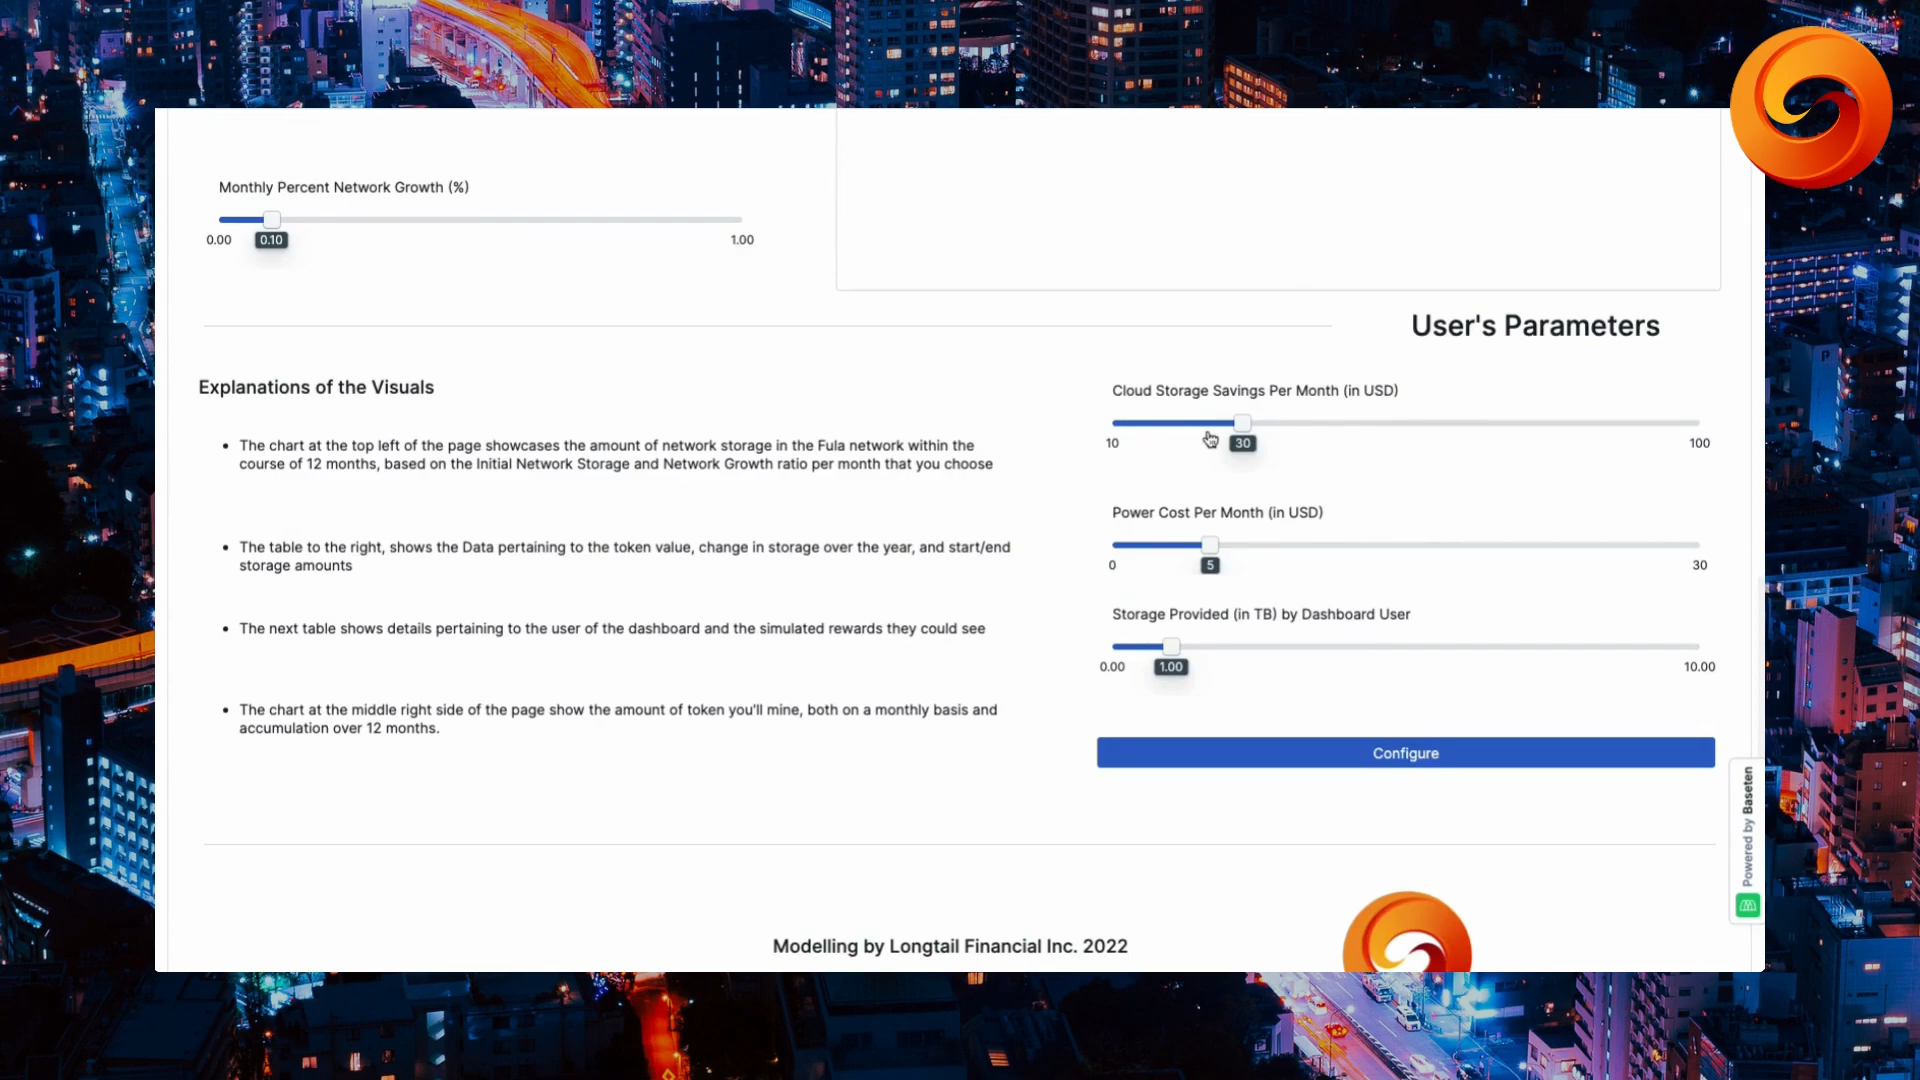 Monthly Percent Network Growth (%)
0.00
0.10
1.00
User's Parameters
Explanations of the Visuals
The chart at the top left of the page showcases the amount of network storage in the Fula network within the
course of 12 months, based on the Initial Network Storage and Network Growth ratio per month that you choose
The table to the right, shows the Data pertaining to the token value, change in storage over the year, and start/end
storage amounts
The next table shows details pertaining to the user of the dashboard and the simulated rewards they could see
The chart at the middle right side of the page show the amount of token you'll mine, both on a monthly basis and
accumulation over 12 months.
Cloud Storage Savings Per Month (in USD)
10
30
100
Power Cost Per Month (in USD)
0
5
30
Storage Provided (in TB) by Dashboard User
0.00
1.00
10.00
Configure
Powered by Baseten
Modelling by Longtail Financial Inc. 2022